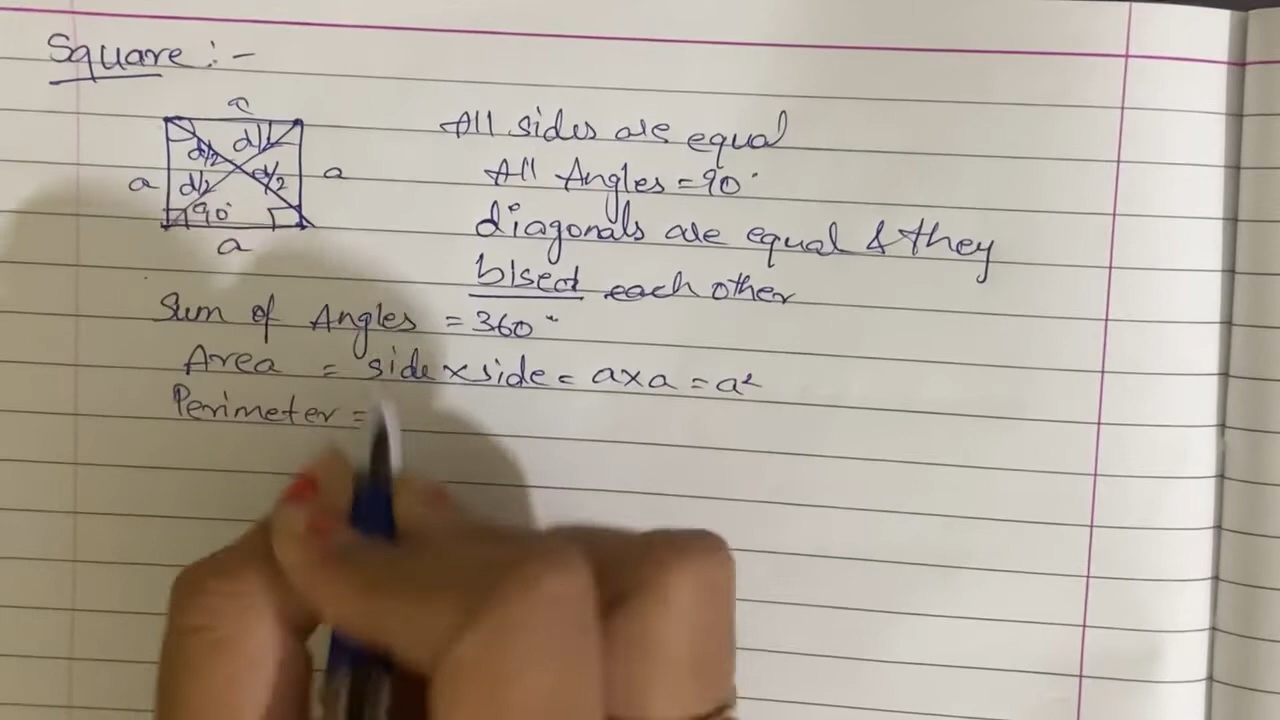 Square :-
a
d/2 d/2
a d/2 d/2 a
90°
a
All sides are equal
All Angles = 90°
diagonals are equal & they
bisect each other
Sum of Angles = 360°
Area = side × side = a×a = a²
Perimeter =